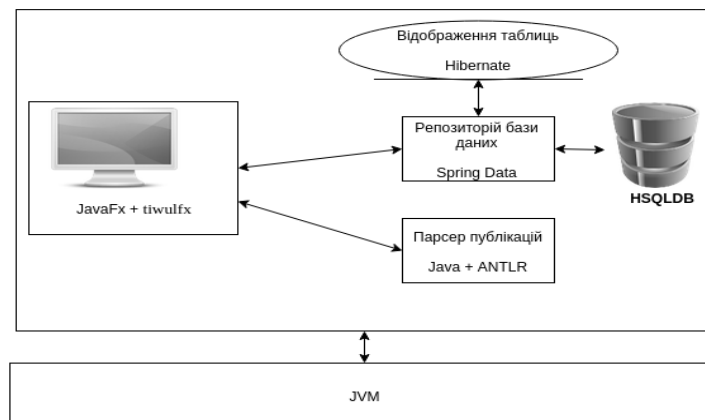 Відображення таблиць
Hibernate
Репозиторій бази
даних
Spring Data
HSQLDB
JavaFx + tiwulfx
Парсер публікацій
Java + ANTLR
JVM